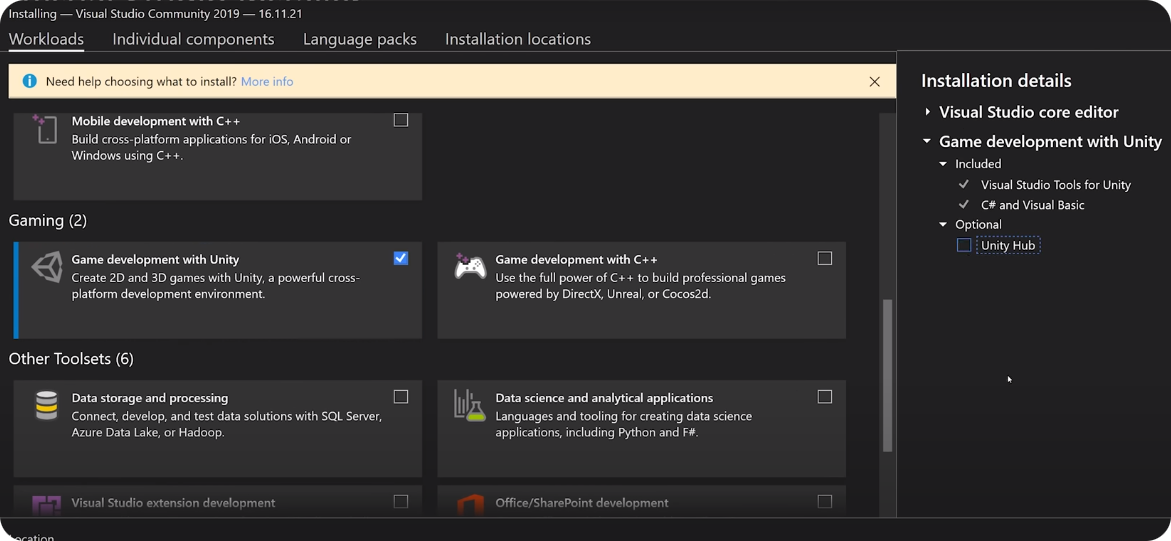 Installing — Visual Studio Community 2019 — 16.11.21
Workloads
Individual components
Language packs
Installation locations
Need help choosing what to install? More info
Mobile development with C++
Build cross-platform applications for iOS, Android or
Windows using C++.
Gaming (2)
Game development with Unity
Create 2D and 3D games with Unity, a powerful cross-
platform development environment.
Game development with C++
Use the full power of C++ to build professional games
powered by DirectX, Unreal, or Cocos2d.
Other Toolsets (6)
Data storage and processing
Connect, develop, and test data solutions with SQL Server,
Azure Data Lake, or Hadoop.
Data science and analytical applications
Languages and tooling for creating data science
applications, including Python and F#.
Visual Studio extension development
Office/SharePoint development
Location
Installation details
Visual Studio core editor
Game development with Unity
Included
Visual Studio Tools for Unity
C# and Visual Basic
Optional
Unity Hub